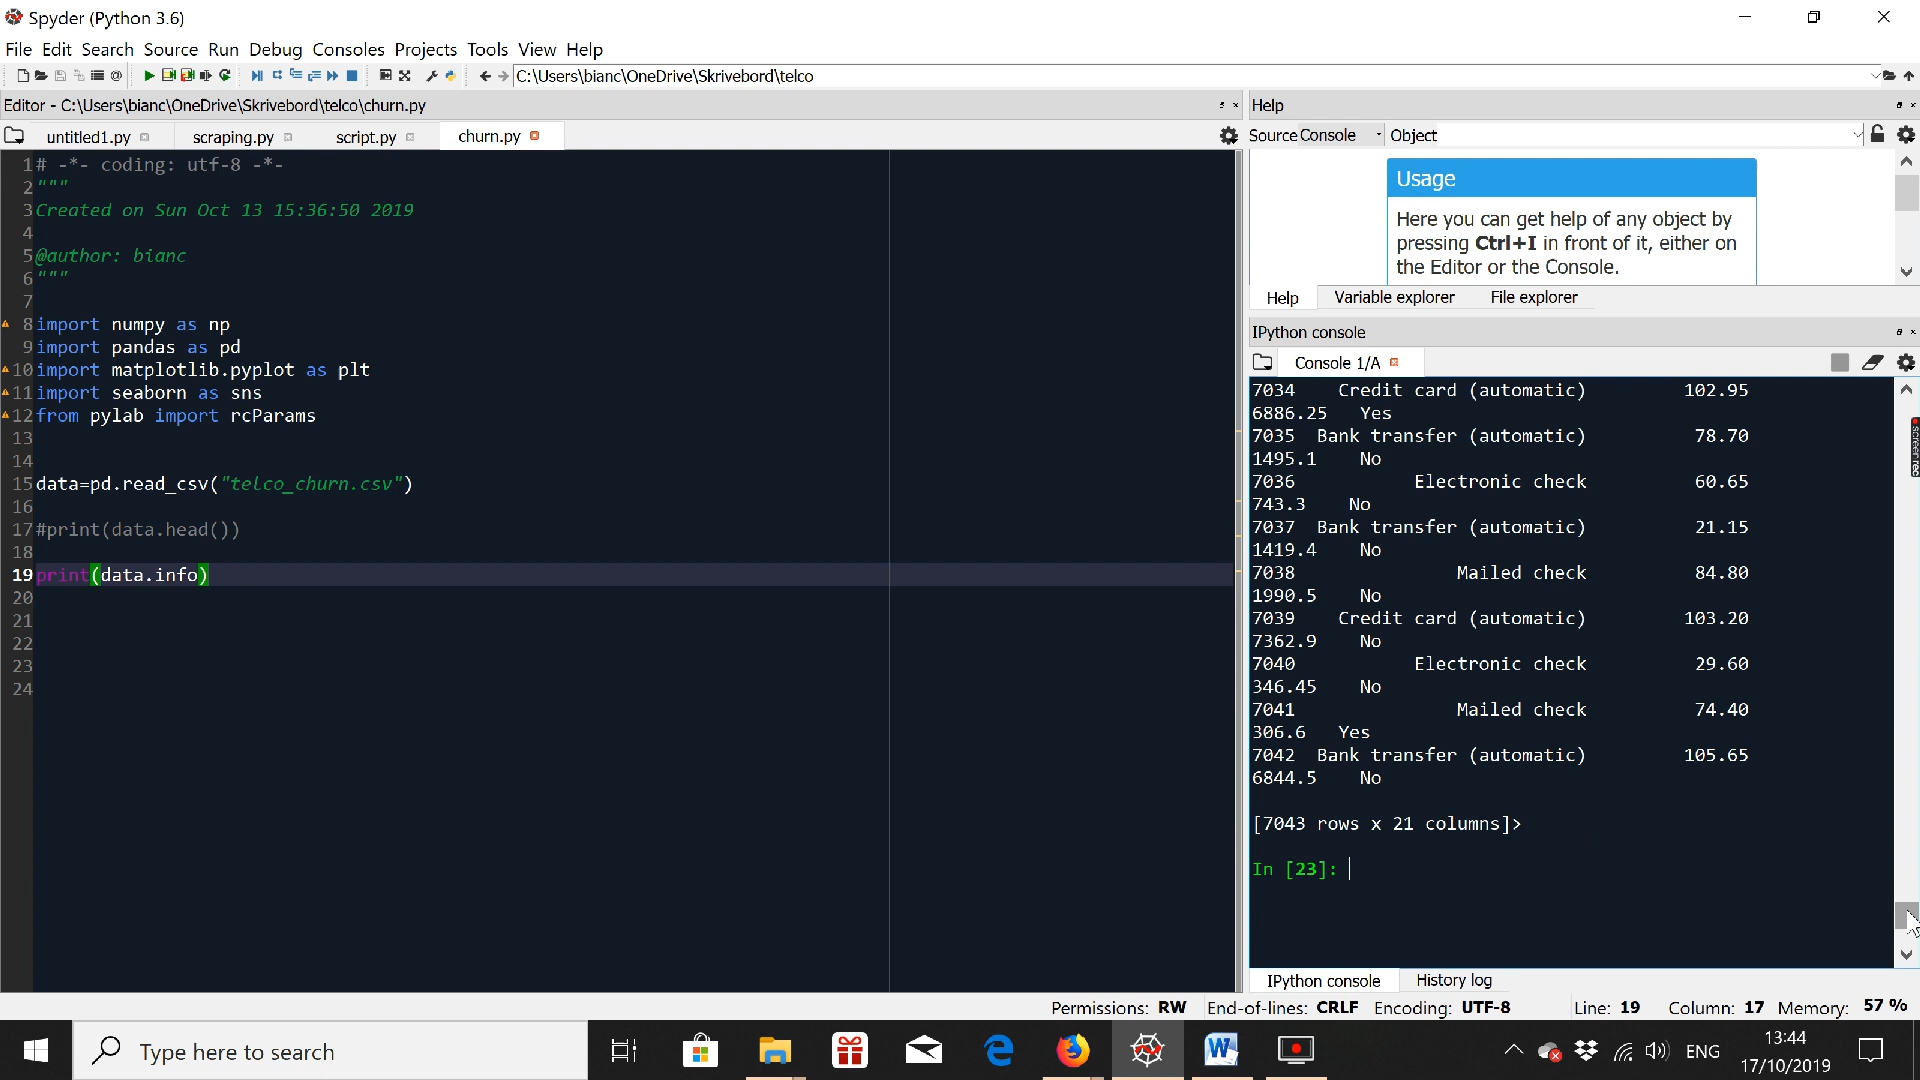 Spyder (Python 3.6)
File Edit Search Source Run Debug Consoles Projects Tools View Help
C:\Users\bianc\OneDrive\Skrivebord\telco
Editor - C:\Users\bianc\OneDrive\Skrivebord\telco\churn.py
untitled1.py scraping.py script.py churn.py
1 # -*- coding: utf-8 -*-
2 """
3 Created on Sun Oct 13 15:36:50 2019
4
5 @author: bianc
6 """
7
8 import numpy as np
9 import pandas as pd
10 import matplotlib.pyplot as plt
11 import seaborn as sns
12 from pylab import rcParams
13
14
15 data=pd.read_csv("telco_churn.csv")
16
17 #print(data.head())
18
19 print(data.info)
20
21
22
23
24
Help
Source Console Object
Usage
Here you can get help of any object by
pressing Ctrl+I in front of it, either on
the Editor or the Console.
Help Variable explorer File explorer
IPython console
Console 1/A
7034 Credit card (automatic) 102.95
6886.25 Yes
7035 Bank transfer (automatic) 78.70
1495.1 No
7036 Electronic check 60.65
743.3 No
7037 Bank transfer (automatic) 21.15
1419.4 No
7038 Mailed check 84.80
1990.5 No
7039 Credit card (automatic) 103.20
7362.9 No
7040 Electronic check 29.60
346.45 No
7041 Mailed check 74.40
306.6 Yes
7042 Bank transfer (automatic) 105.65
6844.5 No
[7043 rows x 21 columns]>
In [23]:
screen rec
IPython console History log
Permissions: RW End-of-lines: CRLF Encoding: UTF-8 Line: 19 Column: 17 Memory: 57 %
Type here to search
ENG
13:44
17/10/2019